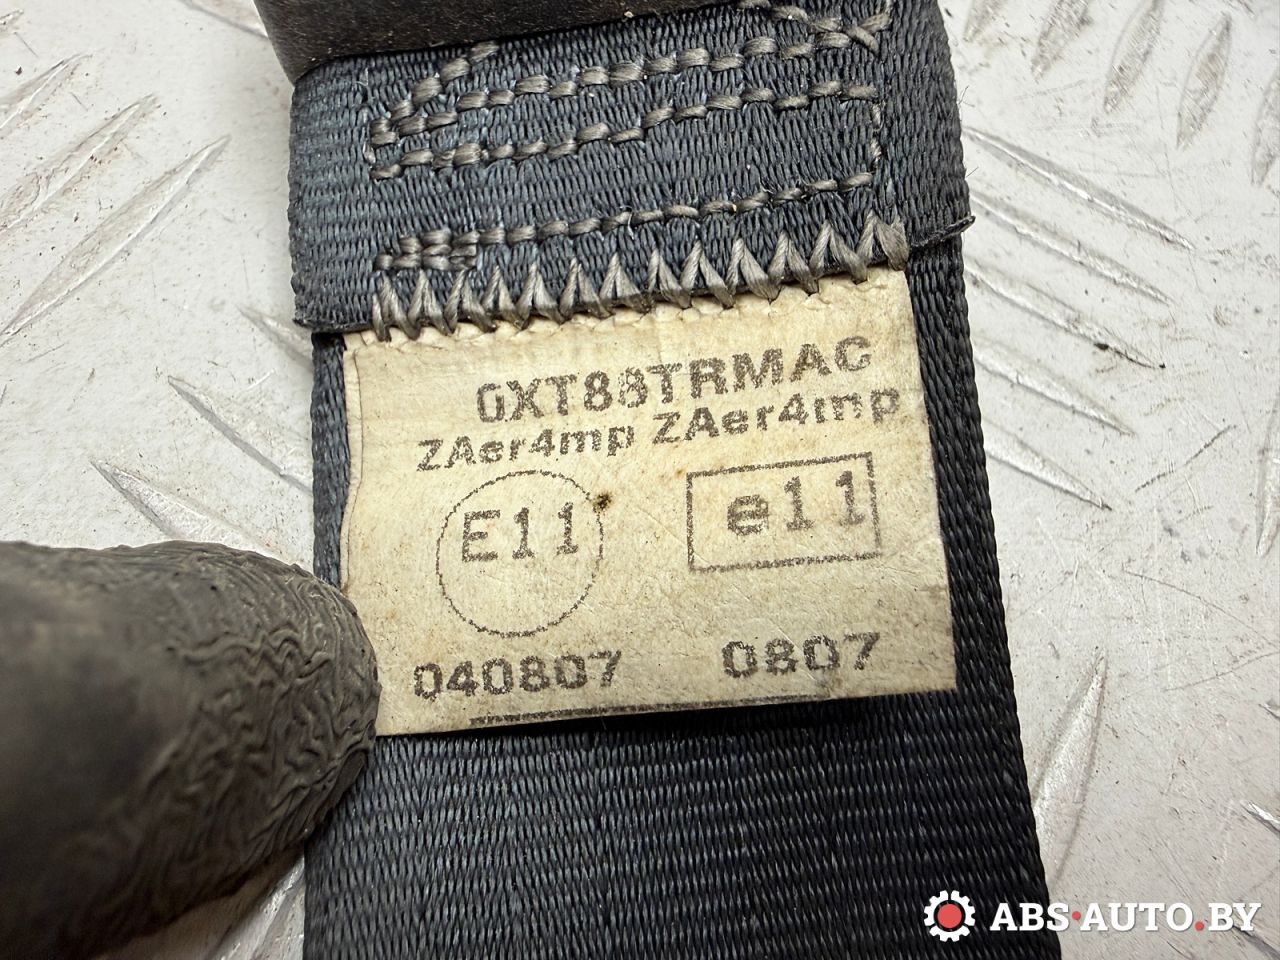 GXT88TRMAC
ZAer4mp ZAer4mp
E11 e11
040807 0807
ABS·AUTO.BY